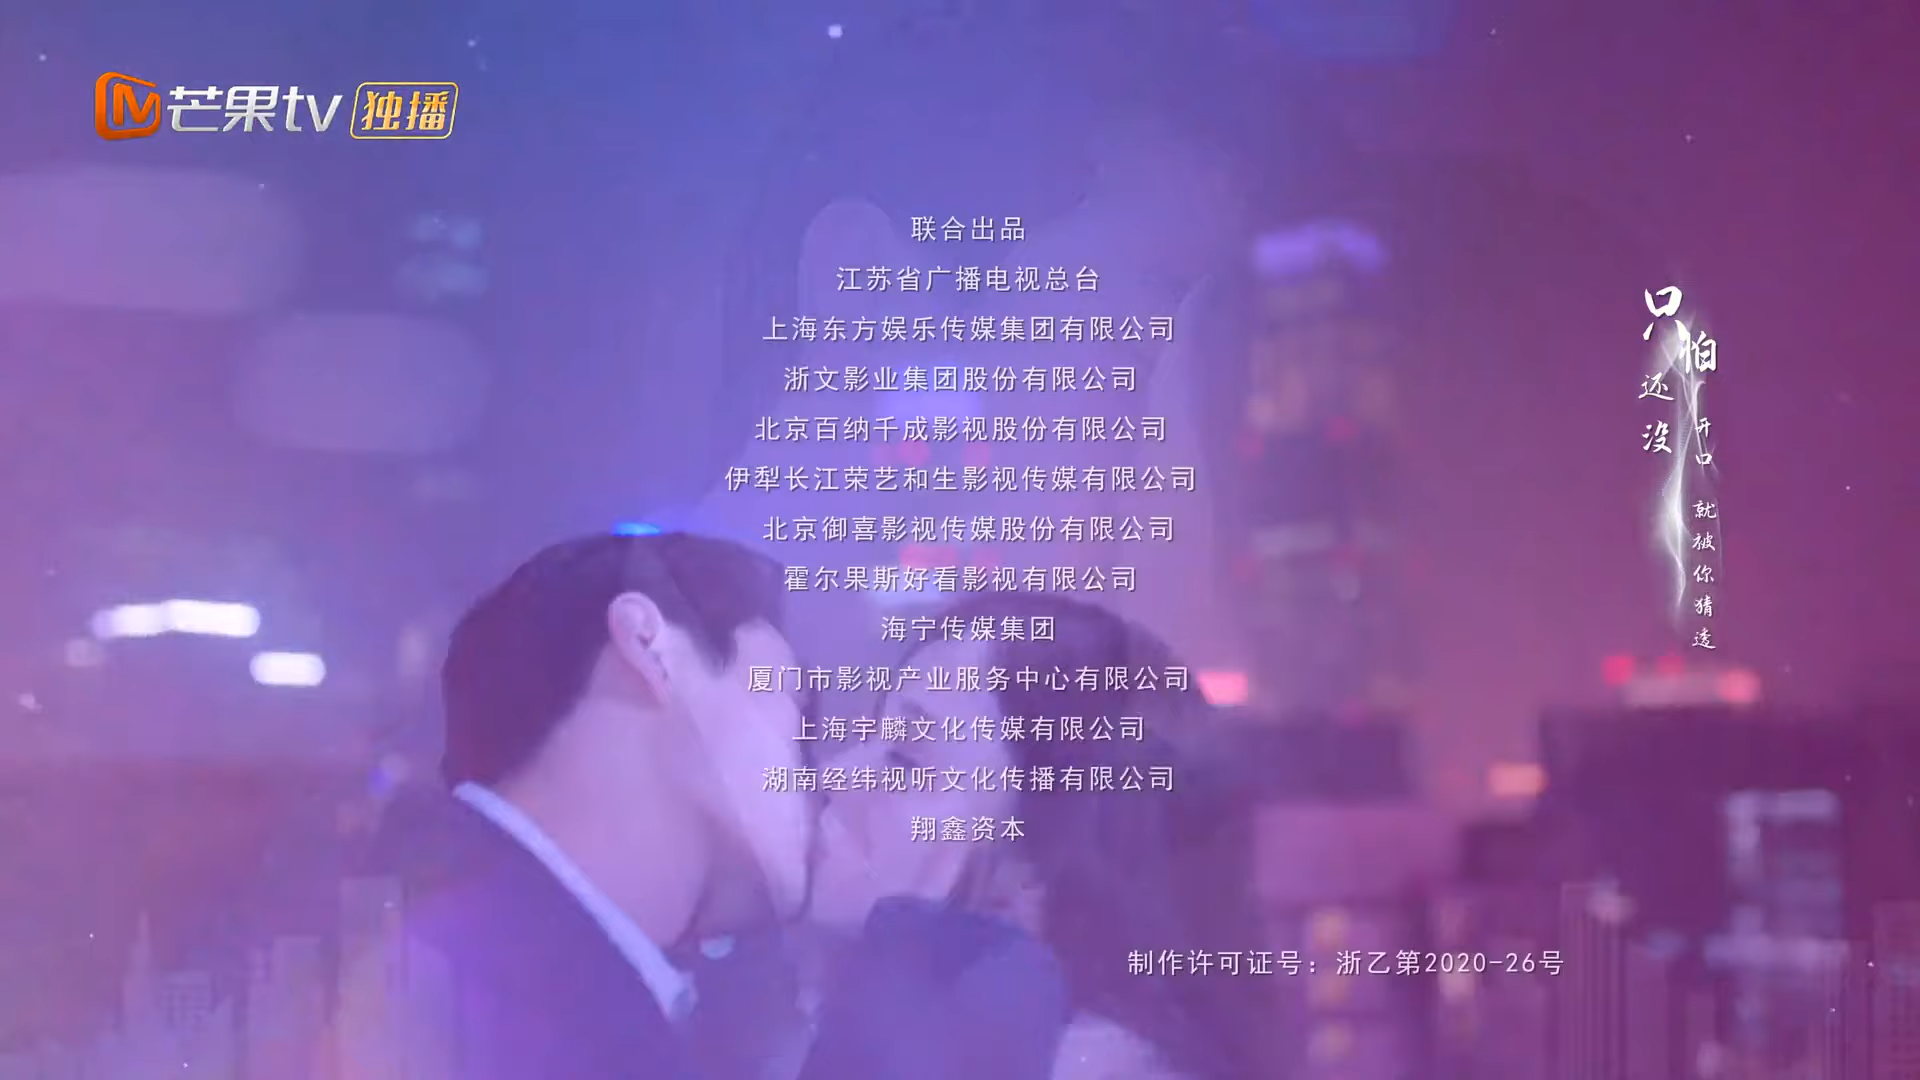 芒果tv 独播
联合出品
江苏省广播电视总台
上海东方娱乐传媒集团有限公司
浙文影业集团股份有限公司
北京百纳千成影视股份有限公司
伊犁长江荣艺和生影视传媒有限公司
北京御喜影视传媒股份有限公司
霍尔果斯好看影视有限公司
海宁传媒集团
厦门市影视产业服务中心有限公司
上海宇麟文化传媒有限公司
湖南经纬视听文化传播有限公司
翔鑫资本
只怕
还没
开口
就被你猜透
制作许可证号：浙乙第2020-26号